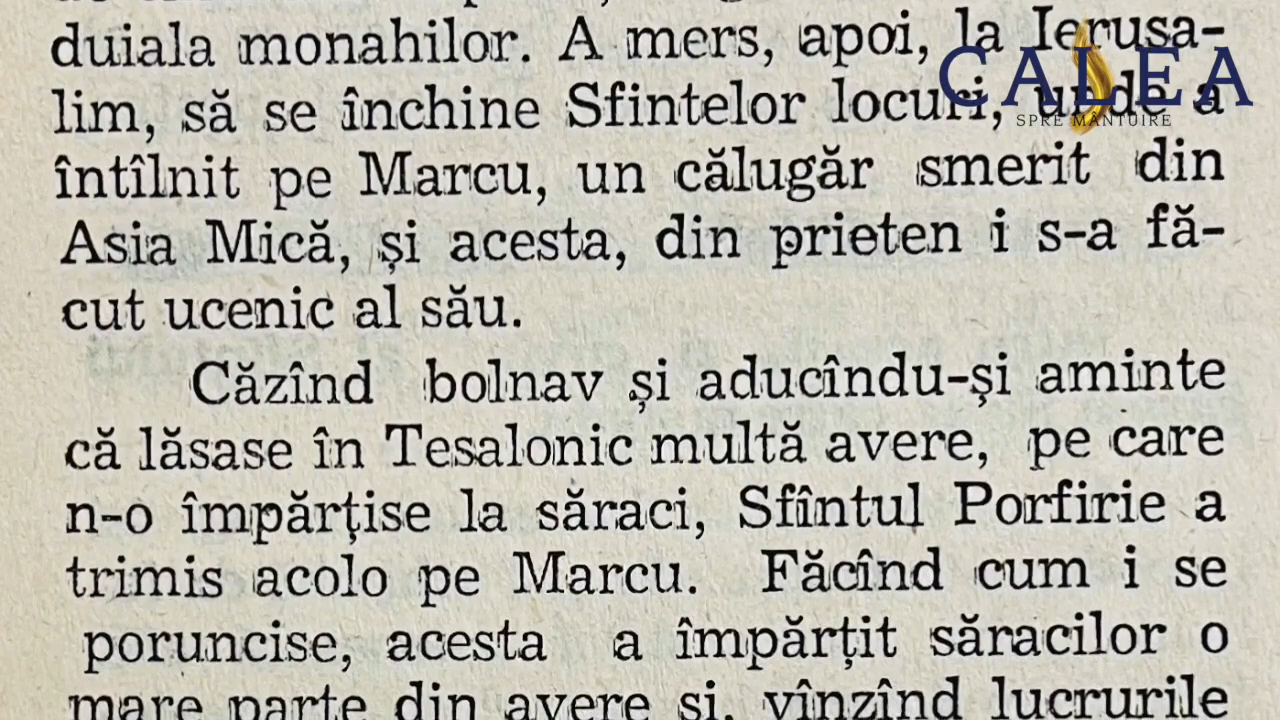 duiala monahilor. A mers, apoi, la Ierusa-
lim, să se închine Sfintelor locuri, unde a
întîlnit pe Marcu, un călugăr smerit din
Asia Mică, și acesta, din prieten i s-a fă-
cut ucenic al său.
Căzînd bolnav și aducîndu-și aminte
că lăsase în Tesalonic multă avere, pe care
n-o împărțise la săraci, Sfîntul Porfirie a
trimis acolo pe Marcu. Făcînd cum i se
poruncise, acesta a împărțit săracilor o
mare parte din avere și, vînzînd lucrurile
CALEA
SPRE MÂNTUIRE